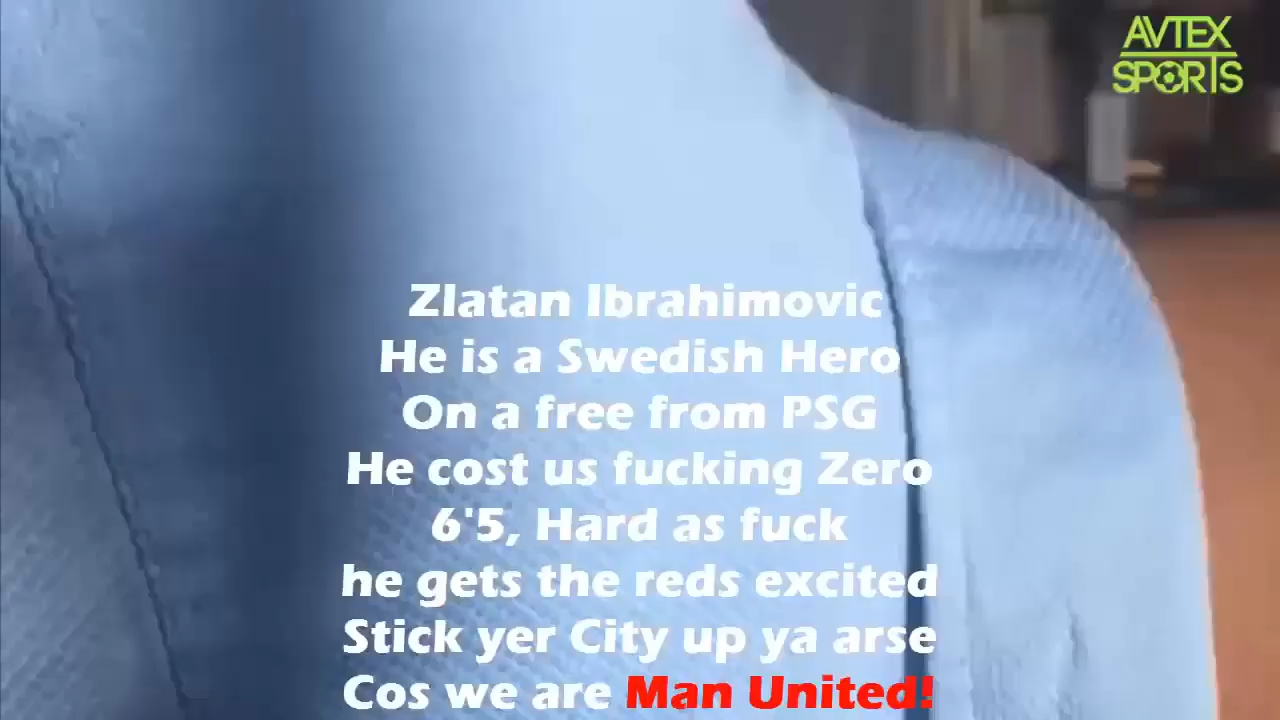 AVTEX
SPORTS
Zlatan Ibrahimovic
He is a Swedish Hero
On a free from PSG
He cost us fucking Zero
6'5, Hard as fuck
he gets the reds excited
Stick yer City up ya arse
Cos we are Man United!